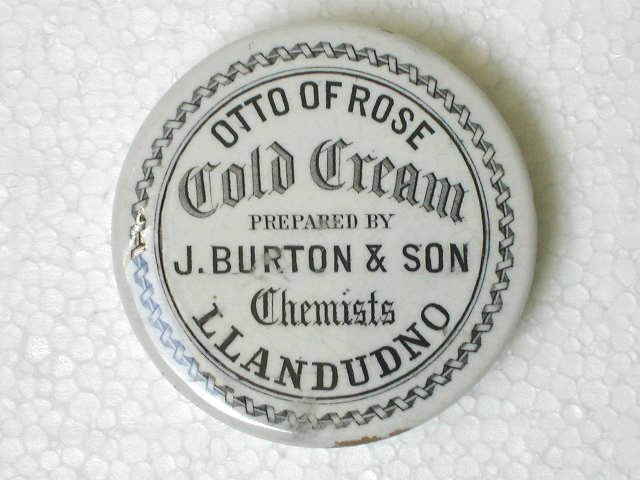 OTTO OF ROSE
Cold Cream
PREPARED BY
J. BURTON & SON
Chemists
LLANDUDNO